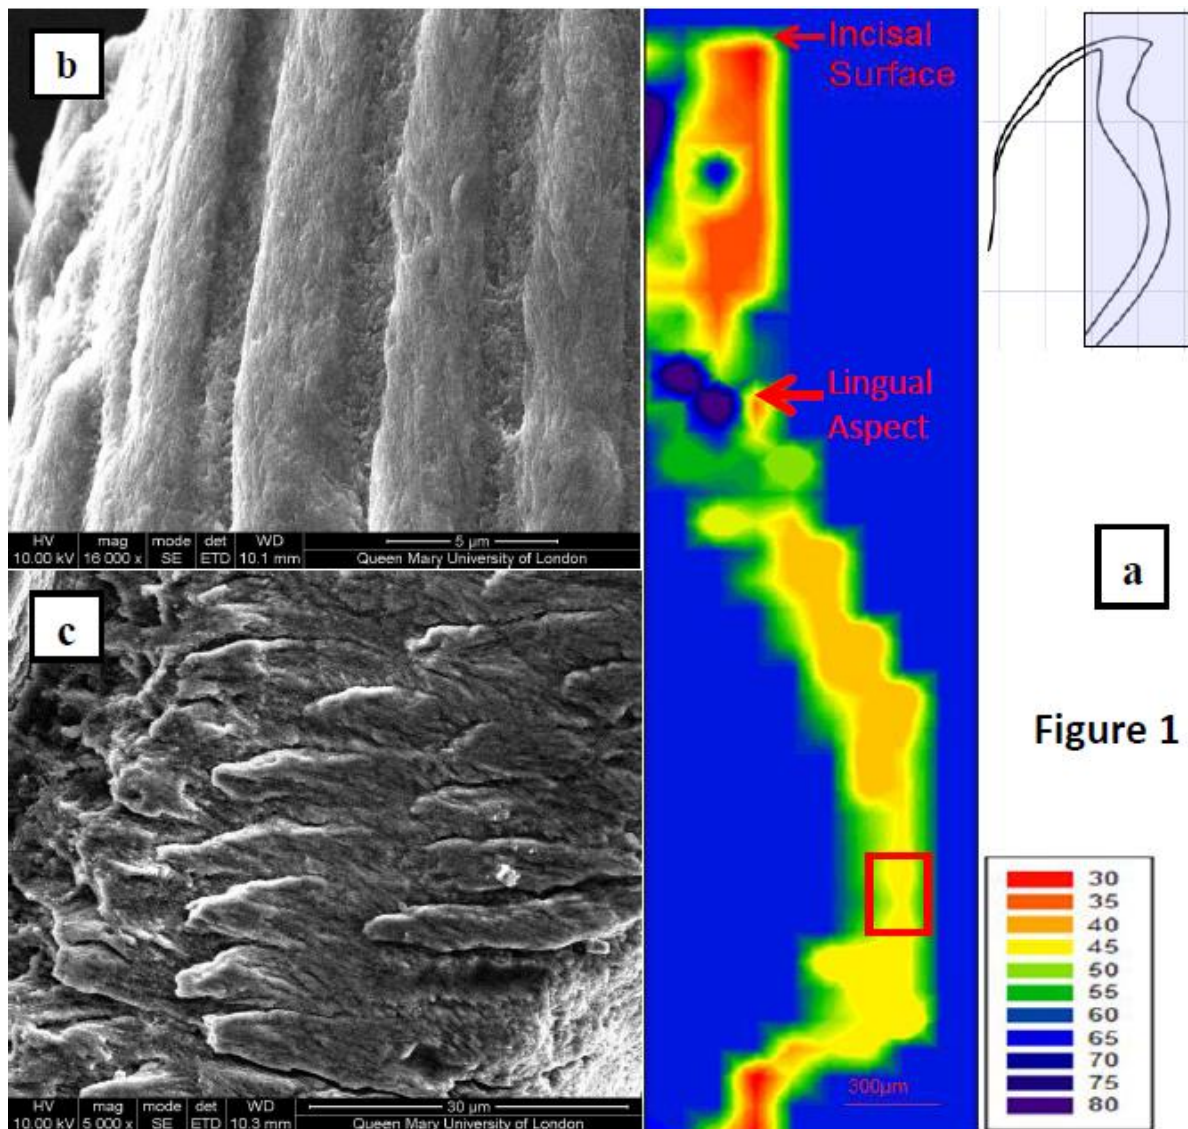 b
HV mag mode det WD
10.00 kV 16 000 x SE ETD 10.1 mm
5 µm
Queen Mary University of London
c
HV mag mode det WD
10.00 kV 5 000 x SE ETD 10.3 mm
30 µm
Queen Mary University of London
Incisal
Surface
Lingual
Aspect
300µm
a
Figure 1
30
35
40
45
50
55
60
65
70
75
80